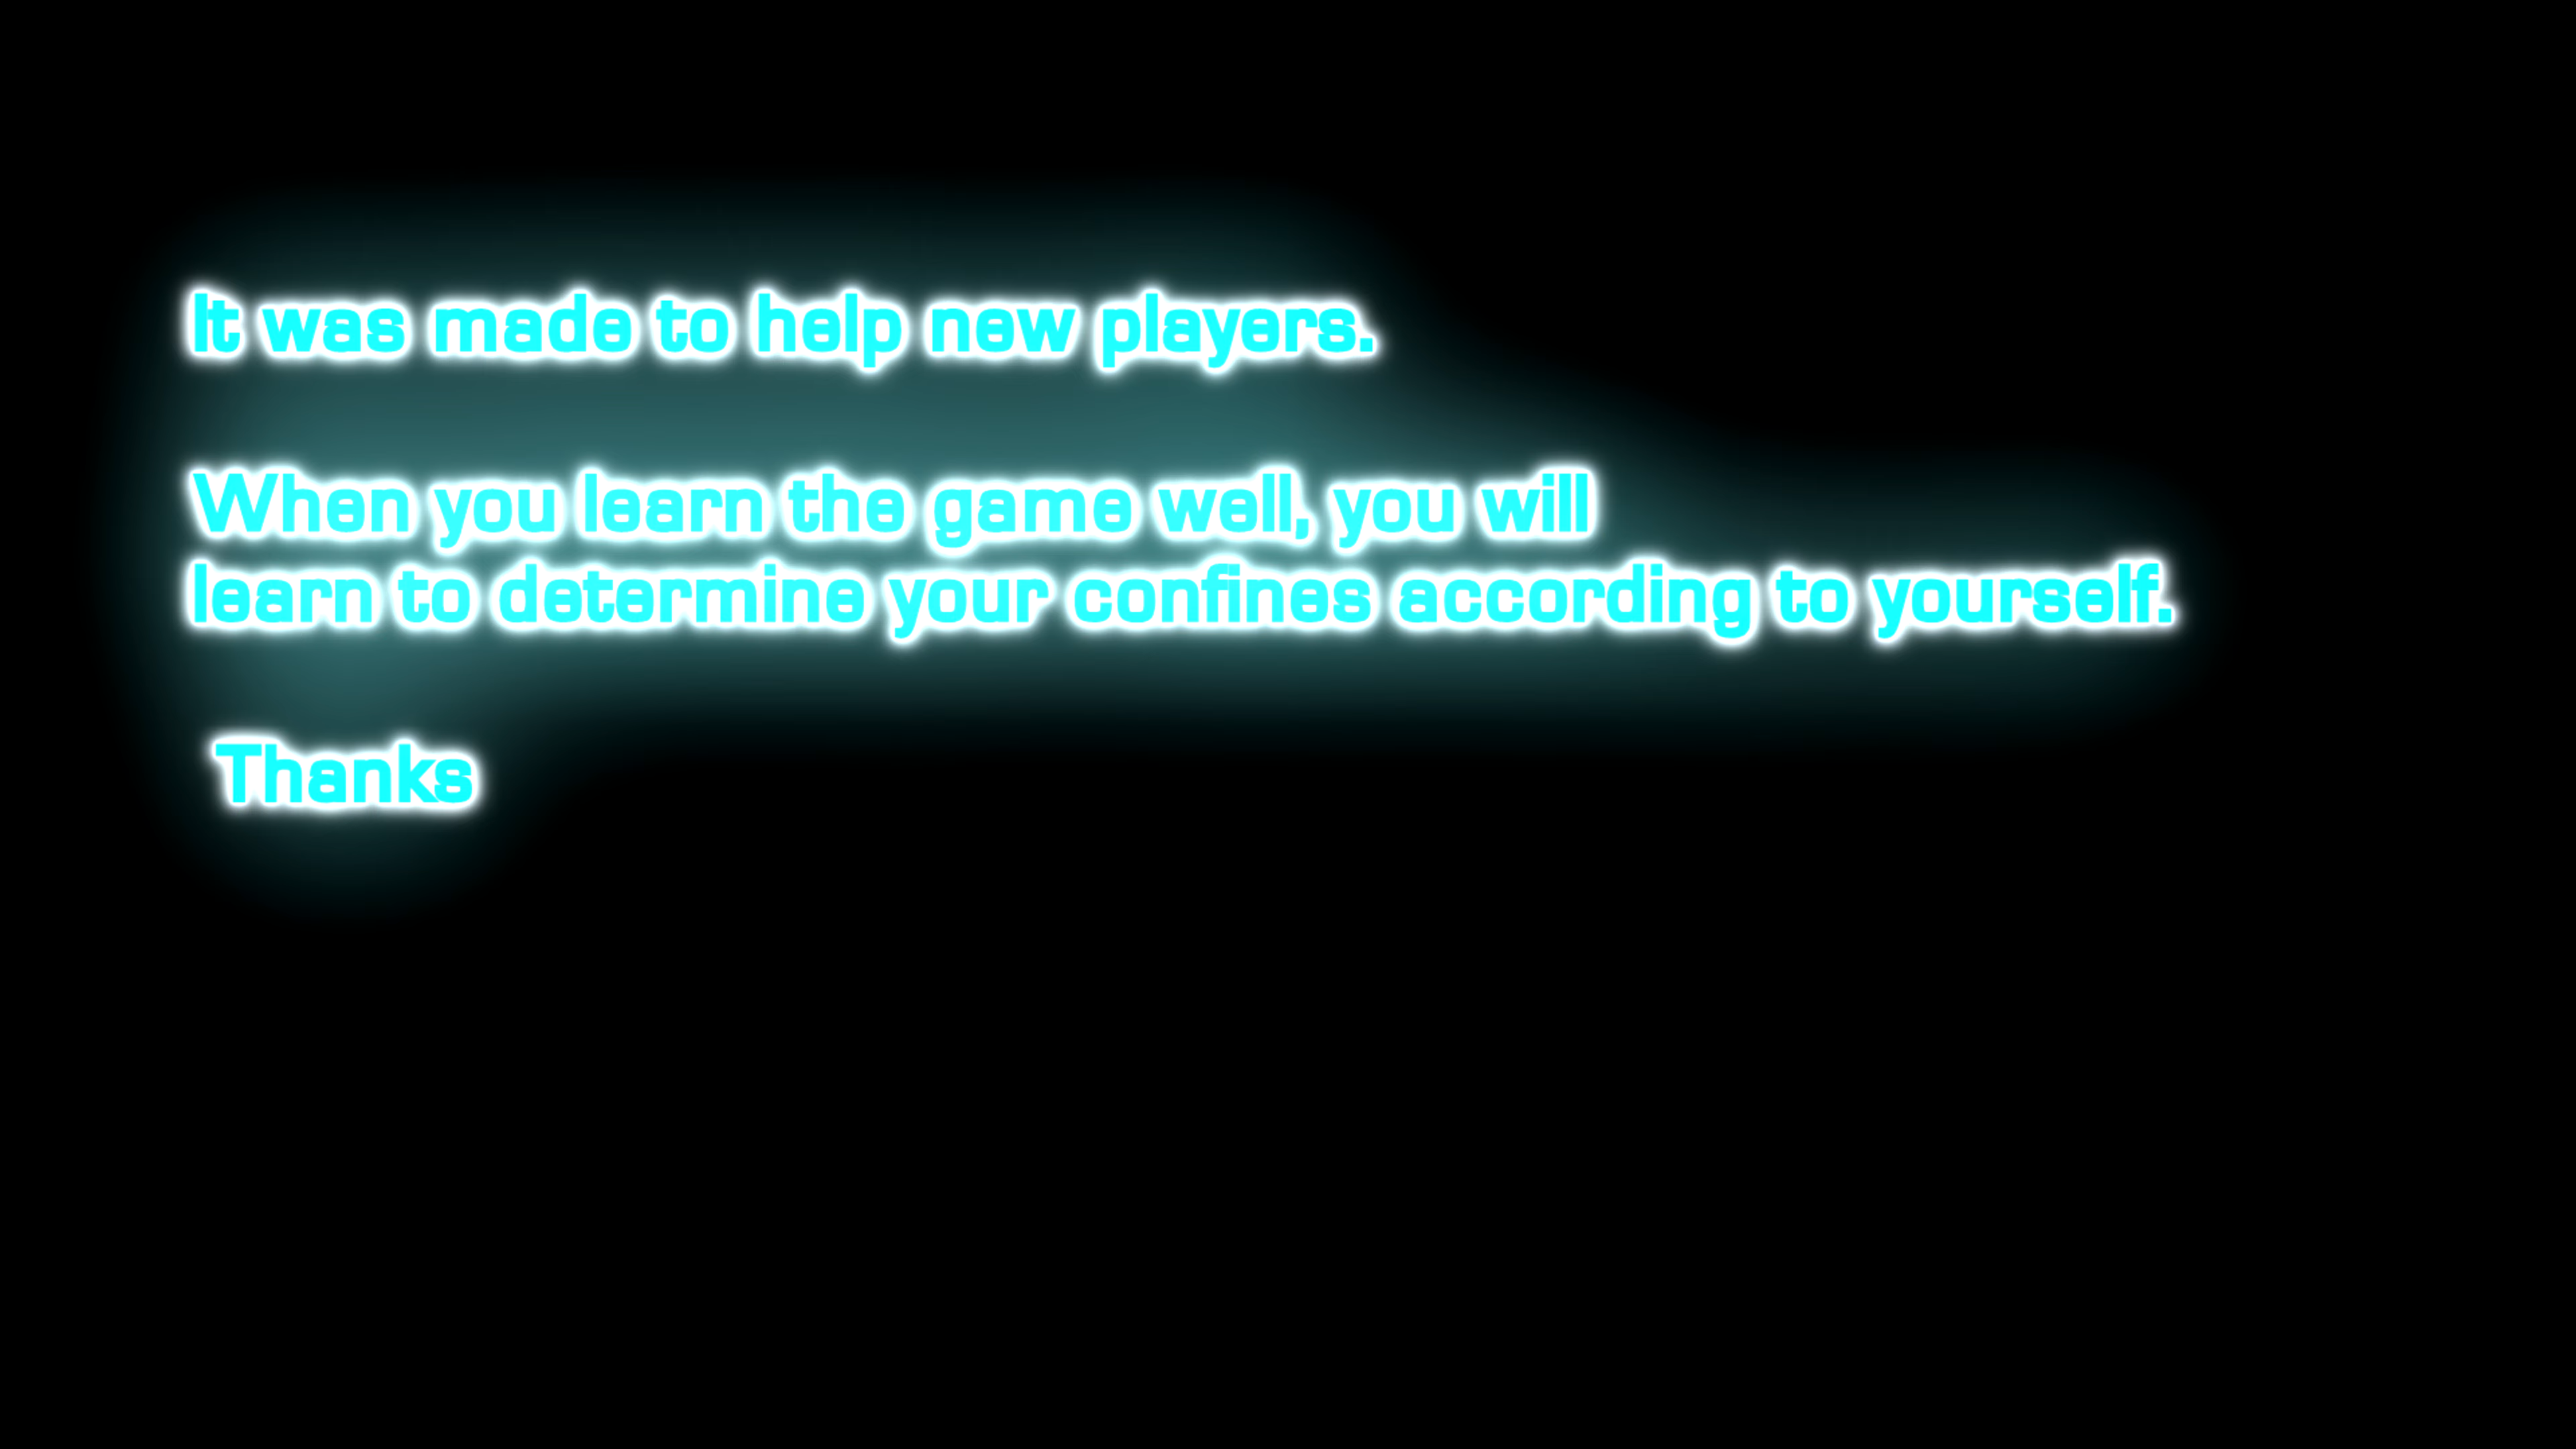 It was made to help new players.
When you learn the game well, you will
learn to determine your confines according to yourself.
Thanks